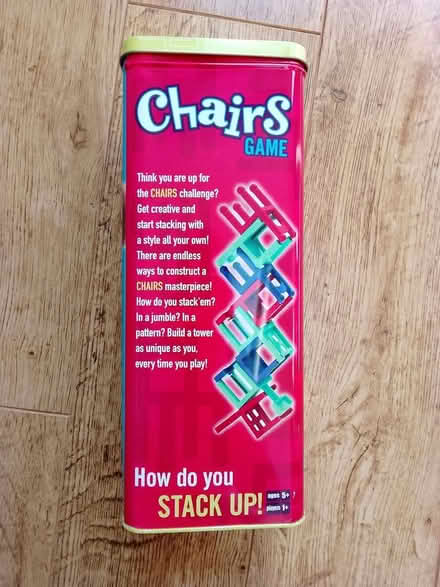 Chairs
GAME
Think you are up for
the CHAIRS challenge?
Get creative and
start stacking with
a style all your own!
There are endless
ways to construct a
CHAIRS masterpiece!
How do you stack'em?
In a jumble? In a
pattern? Build a tower
as unique as you,
every time you play!
How do you
STACK UP!
ages 5+
players 1+